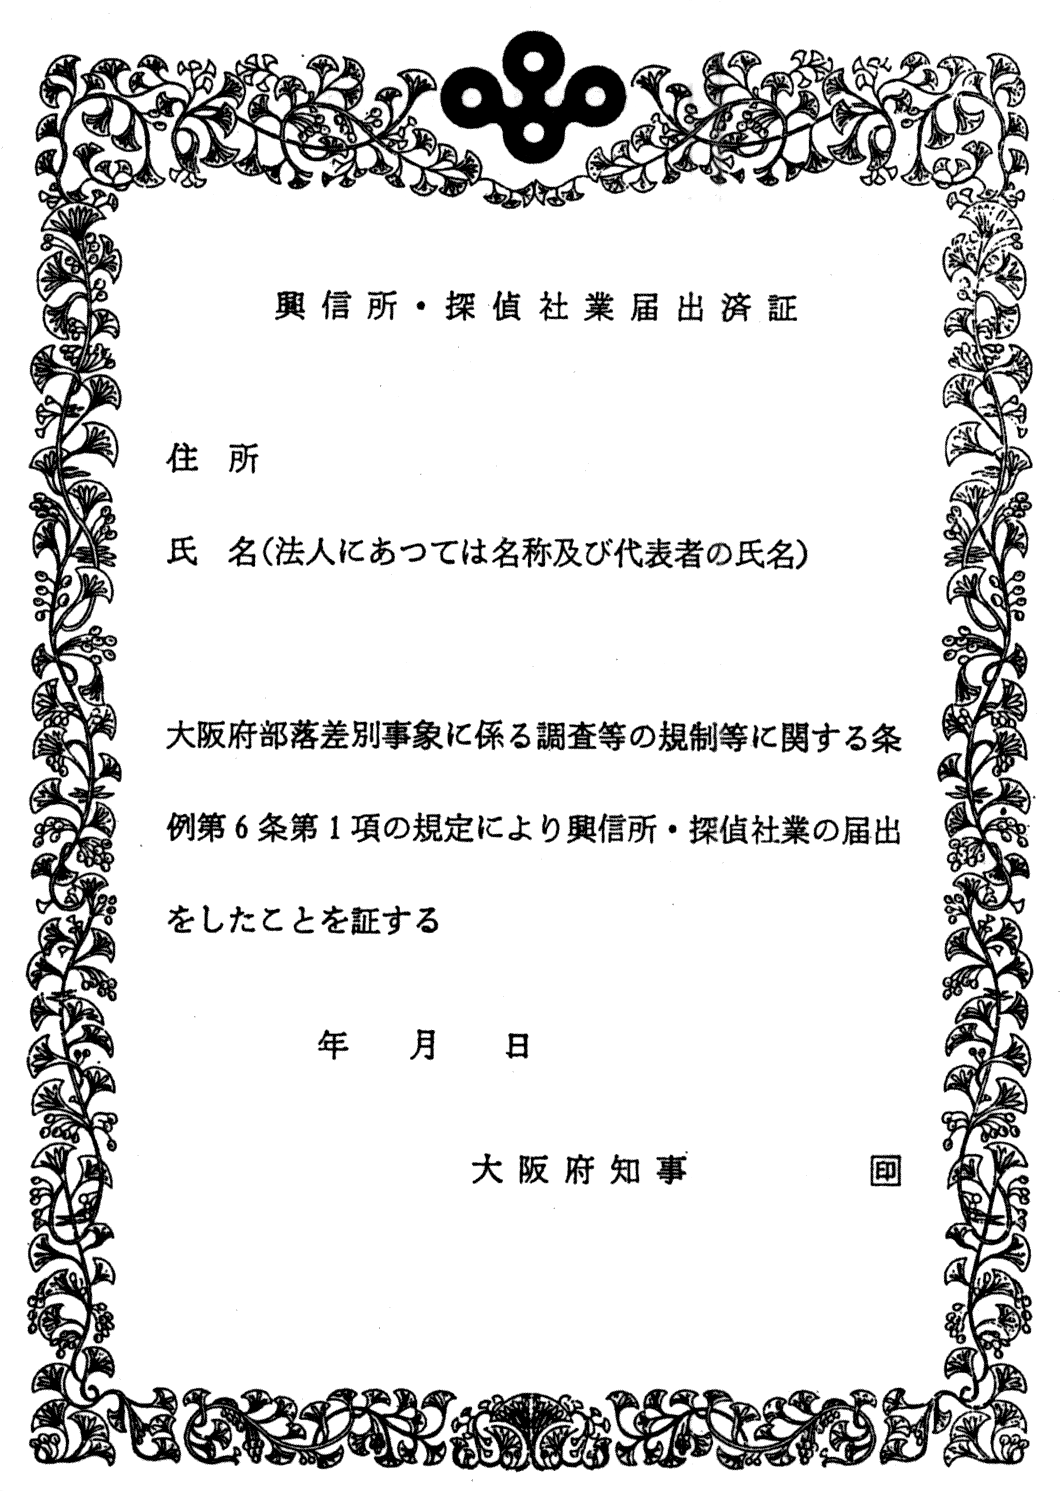 興信所・探偵社業届出済証
住　所
氏　名(法人にあつては名称及び代表者の氏名)
大阪府部落差別事象に係る調査等の規制等に関する条
例第6条第1項の規定により興信所・探偵社業の届出
をしたことを証する
年　月　日
大阪府知事　印